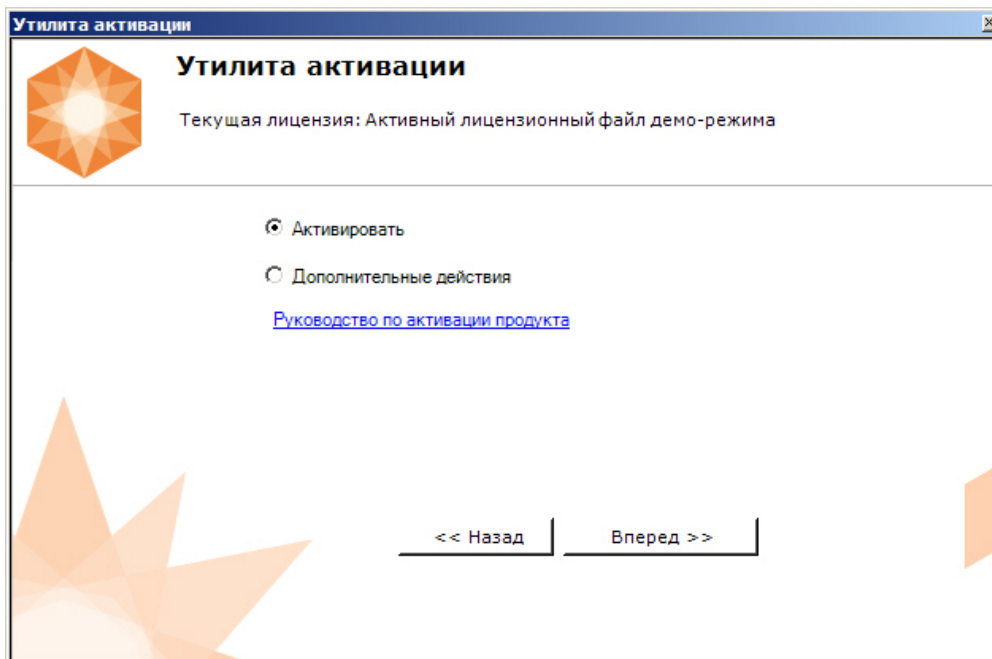 Утилита активации
Утилита активации
Текущая лицензия: Активный лицензионный файл демо-режима
Активировать
Дополнительные действия
Руководство по активации продукта
<< Назад
Вперед >>